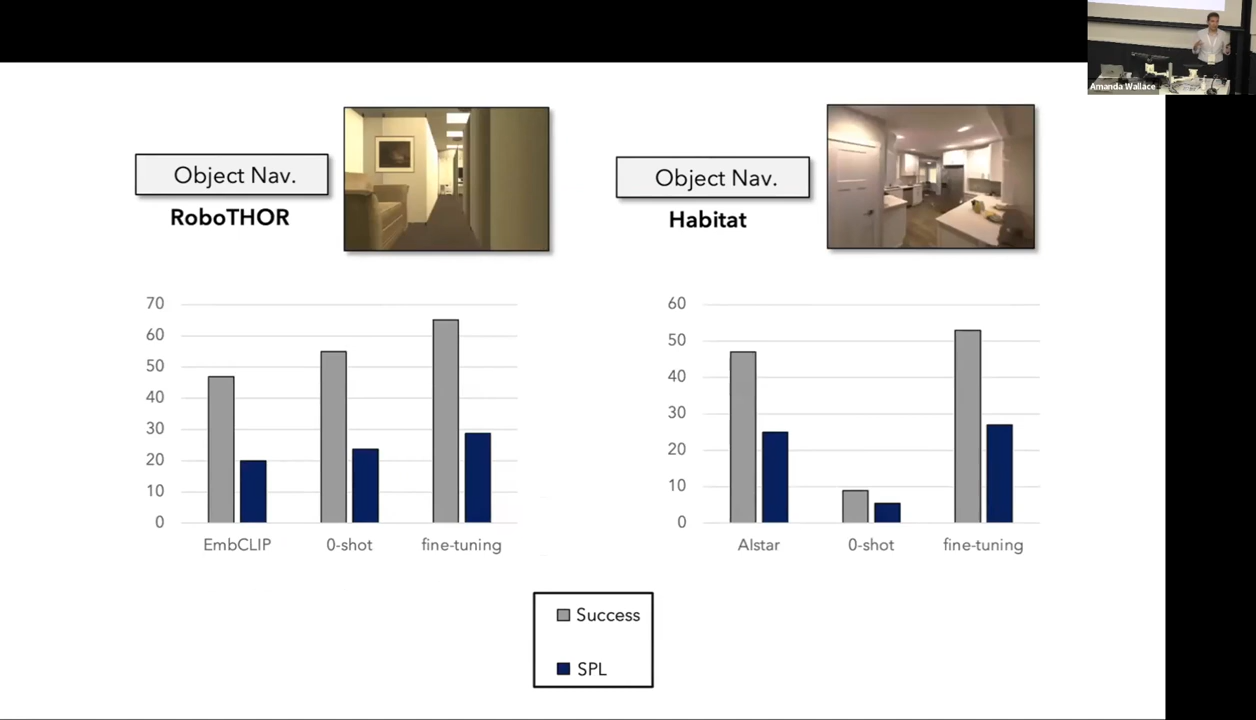 Amanda Wallace
Object Nav.
RoboTHOR
Object Nav.
Habitat
70
60
50
40
30
20
10
0
EmbCLIP
0-shot
fine-tuning
60
50
40
30
20
10
0
AIstar
0-shot
fine-tuning
Success
SPL